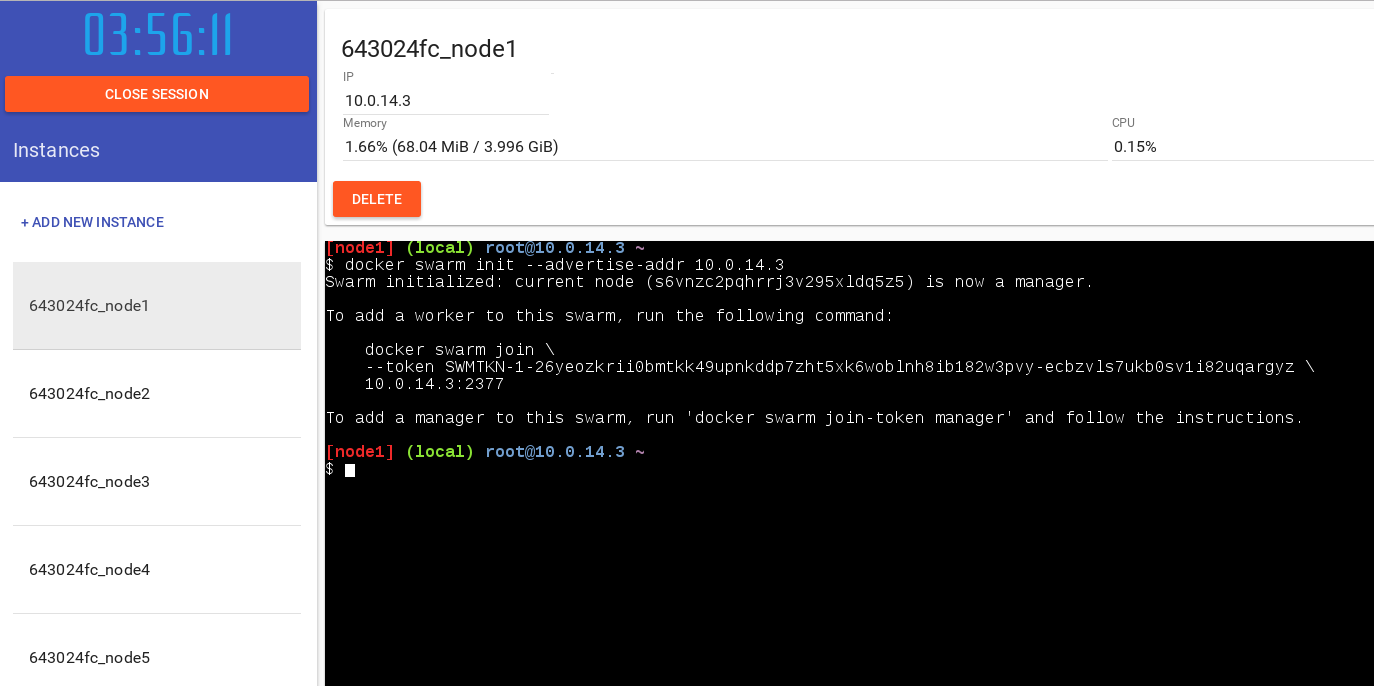 03:56:11
CLOSE SESSION
Instances
+ ADD NEW INSTANCE
643024fc_node1
643024fc_node2
643024fc_node3
643024fc_node4
643024fc_node5
643024fc_node1
IP
10.0.14.3
Memory
CPU
1.66% (68.04 MiB / 3.996 GiB)
0.15%
DELETE
[node1] (local) root@10.0.14.3 ~
$ docker swarm init --advertise-addr 10.0.14.3
Swarm initialized: current node (s6vnzc2pqhrrj3v295xldq5z5) is now a manager.
To add a worker to this swarm, run the following command:
docker swarm join \
--token SWMTKN-1-26yeozkrii0bmtkk49upnkddp7zht5xk6woblnh8ib182w3pvy-ecbzvls7ukb0sv1i82uqargyz \
10.0.14.3:2377
To add a manager to this swarm, run 'docker swarm join-token manager' and follow the instructions.
[node1] (local) root@10.0.14.3 ~
$